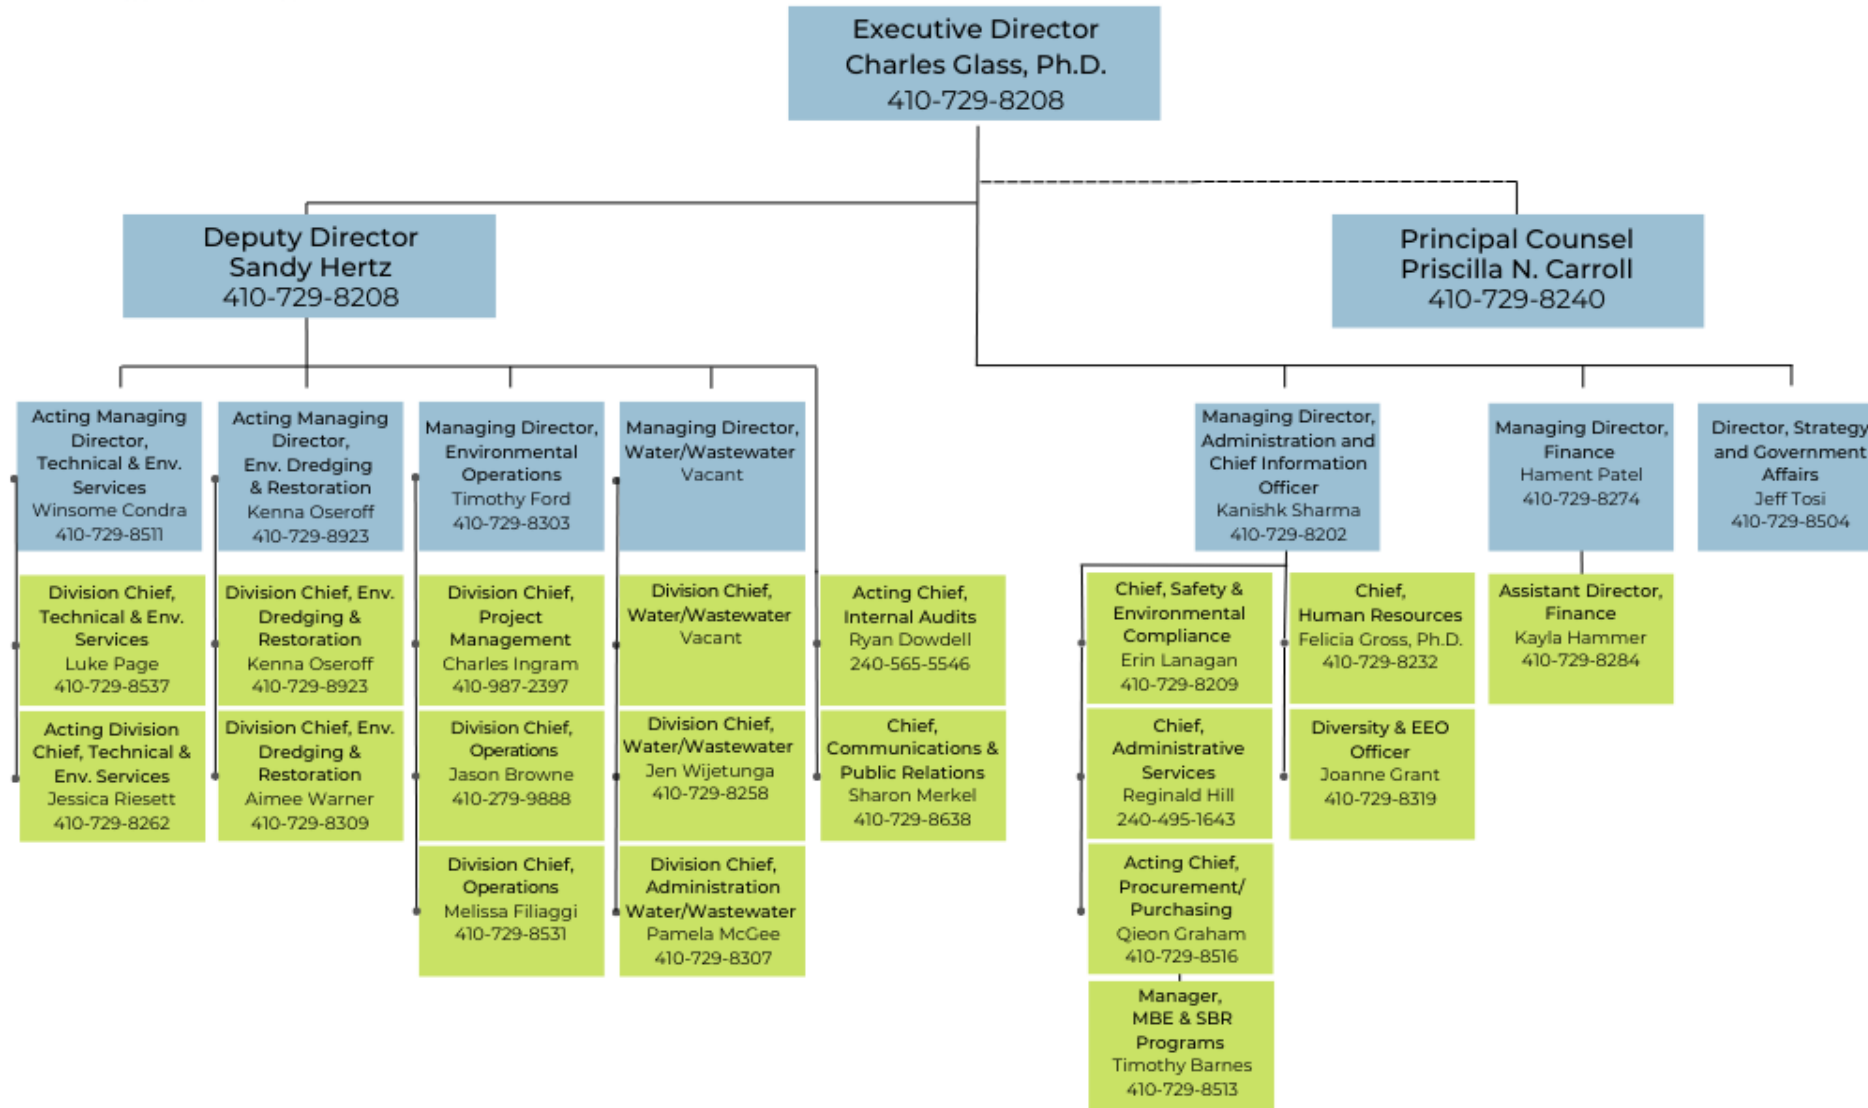 Executive Director
Charles Glass, Ph.D.
410-729-8208
Deputy Director
Sandy Hertz
410-729-8208
Principal Counsel
Priscilla N. Carroll
410-729-8240
Acting Managing
Director,
Technical & Env.
Services
Winsome Condra
410-729-8511
Acting Managing
Director,
Env. Dredging
& Restoration
Kenna Oseroff
410-729-8923
Managing Director,
Environmental
Operations
Timothy Ford
410-729-8303
Managing Director,
Water/Wastewater
Vacant
Managing Director,
Administration and
Chief Information
Officer
Kanishk Sharma
410-729-8202
Managing Director,
Finance
Hament Patel
410-729-8274
Director, Strategy
and Government
Affairs
Jeff Tosi
410-729-8504
Division Chief,
Technical & Env.
Services
Luke Page
410-729-8537
Division Chief, Env.
Dredging &
Restoration
Kenna Oseroff
410-729-8923
Division Chief,
Project
Management
Charles Ingram
410-987-2397
Division Chief,
Water/Wastewater
Vacant
Acting Chief,
Internal Audits
Ryan Dowdell
240-565-5546
Chief, Safety &
Environmental
Compliance
Erin Lanagan
410-729-8209
Chief,
Human Resources
Felicia Gross, Ph.D.
410-729-8232
Assistant Director,
Finance
Kayla Hammer
410-729-8284
Acting Division
Chief, Technical &
Env. Services
Jessica Riesett
410-729-8262
Division Chief, Env.
Dredging &
Restoration
Aimee Warner
410-729-8309
Division Chief,
Operations
Jason Browne
410-279-9888
Division Chief,
Water/Wastewater
Jen Wijetunga
410-729-8258
Chief,
Communications &
Public Relations
Sharon Merkel
410-729-8638
Chief,
Administrative
Services
Reginald Hill
240-495-1643
Diversity & EEO
Officer
Joanne Grant
410-729-8319
Division Chief,
Operations
Melissa Filiaggi
410-729-8531
Division Chief,
Administration
Water/Wastewater
Pamela McGee
410-729-8307
Acting Chief,
Procurement/
Purchasing
Qieon Graham
410-729-8516
Manager,
MBE & SBR
Programs
Timothy Barnes
410-729-8513